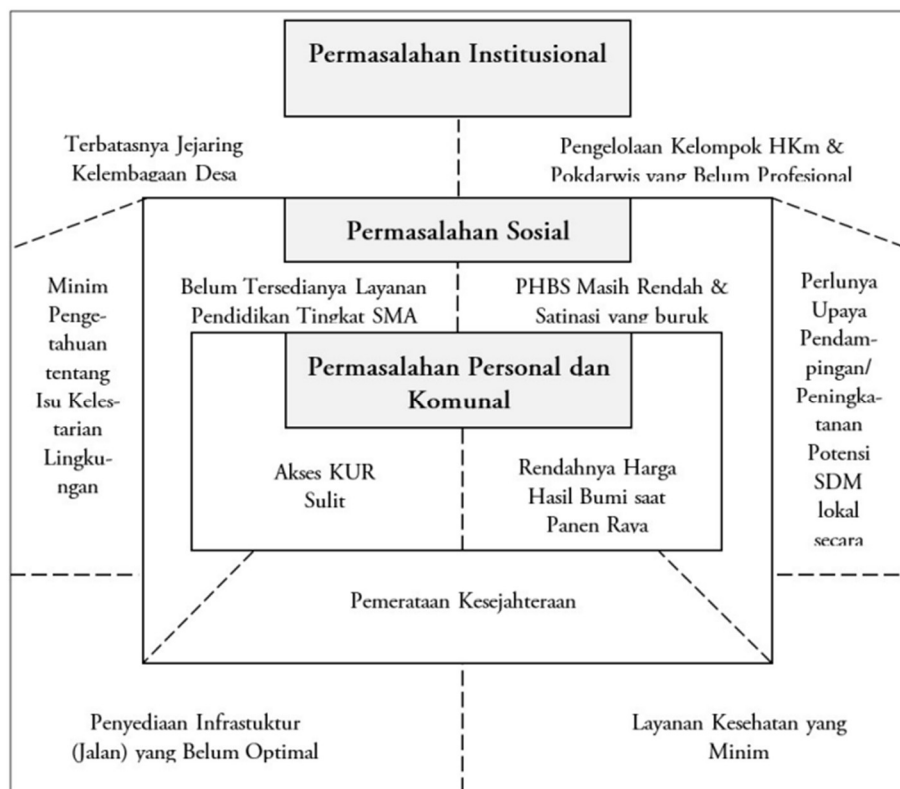 Permasalahan Institusional
Terbatasnya Jejaring
Kelembagaan Desa
Pengelolaan Kelompok HKm &
Pokdarwis yang Belum Profesional
Permasalahan Sosial
Minim
Penge-
tahuan
tentang
Isu Keles-
tarian
Lingku-
ngan
Belum Tersedianya Layanan
Pendidikan Tingkat SMA
PHBS Masih Rendah &
Satinasi yang buruk
Perlunya
Upaya
Pendam-
pingan/
Peningka-
tanan
Potensi
SDM
lokal
secara
Permasalahan Personal dan
Komunal
Akses KUR
Sulit
Rendahnya Harga
Hasil Bumi saat
Panen Raya
Pemerataan Kesejahteraan
Penyediaan Infrastuktur
(Jalan) yang Belum Optimal
Layanan Kesehatan yang
Minim